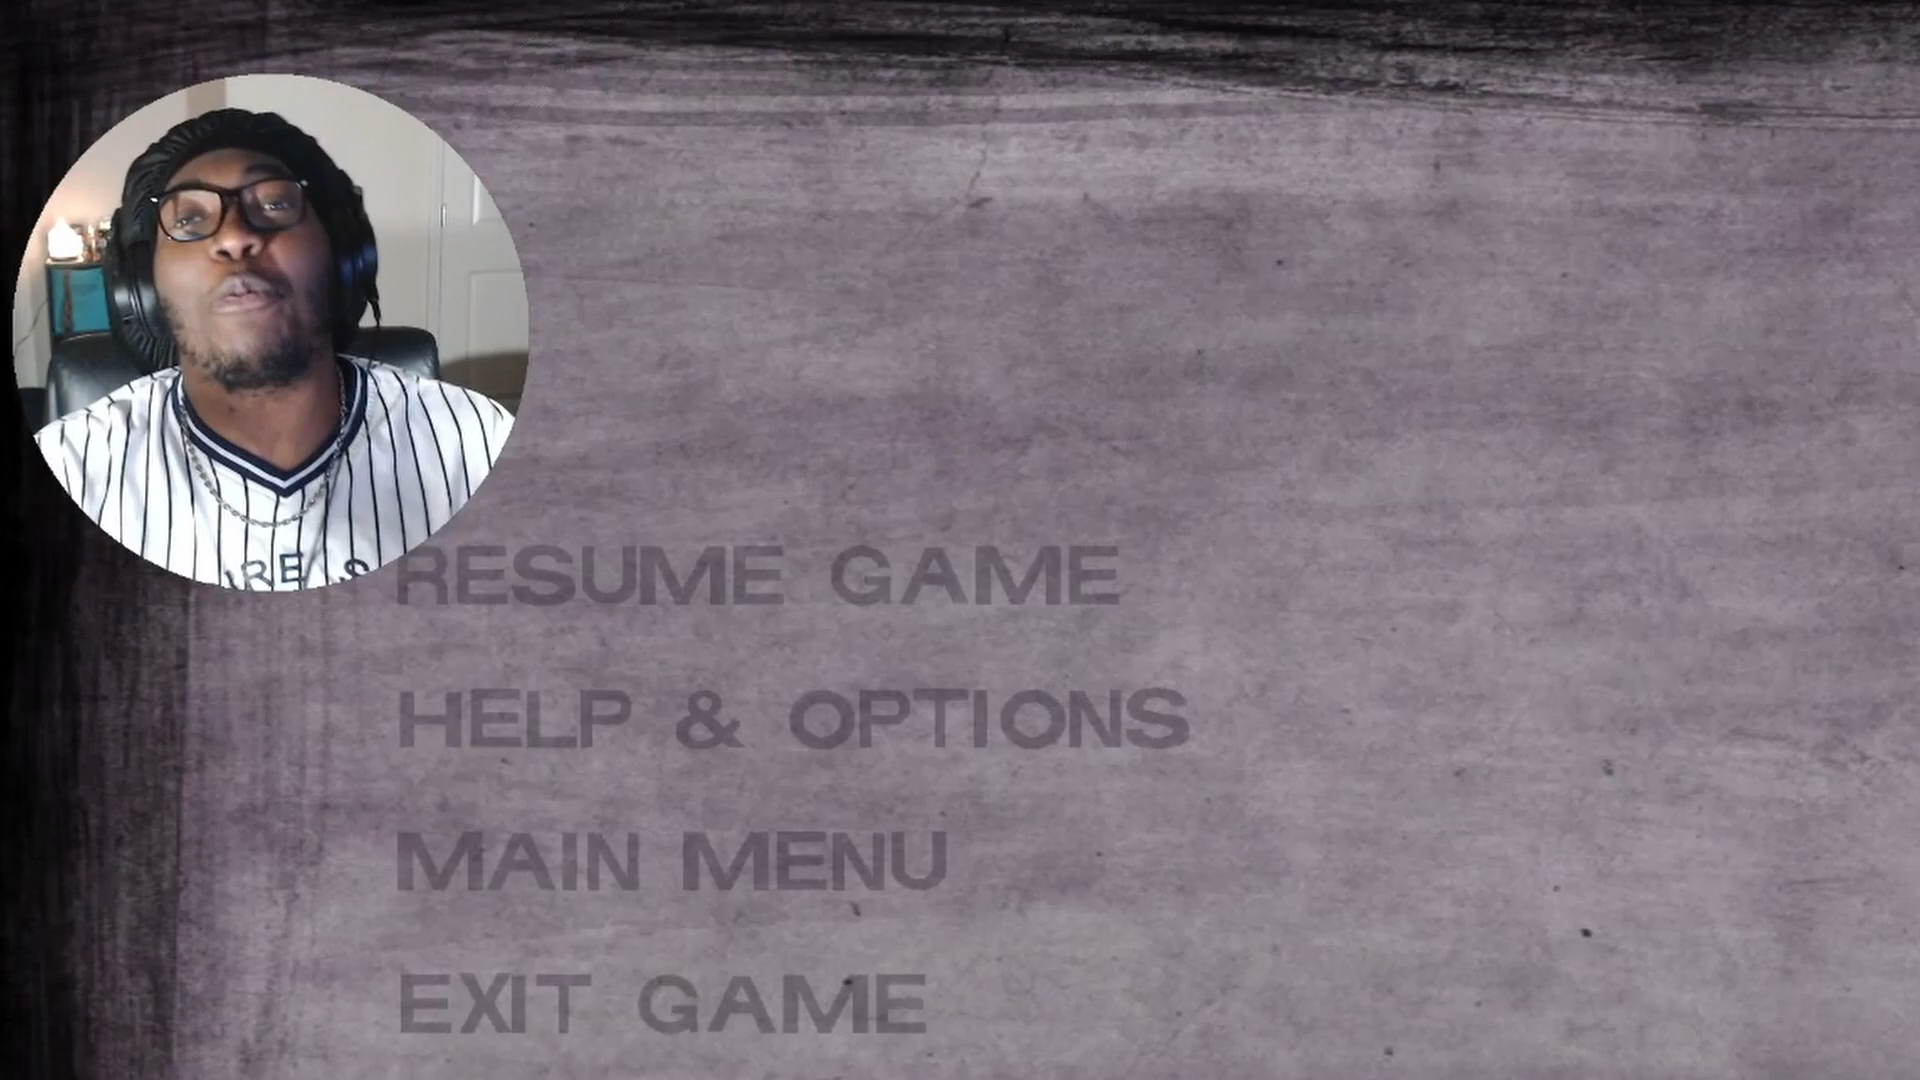 RESUME GAME
HELP & OPTIONS
MAIN MENU
EXIT GAME